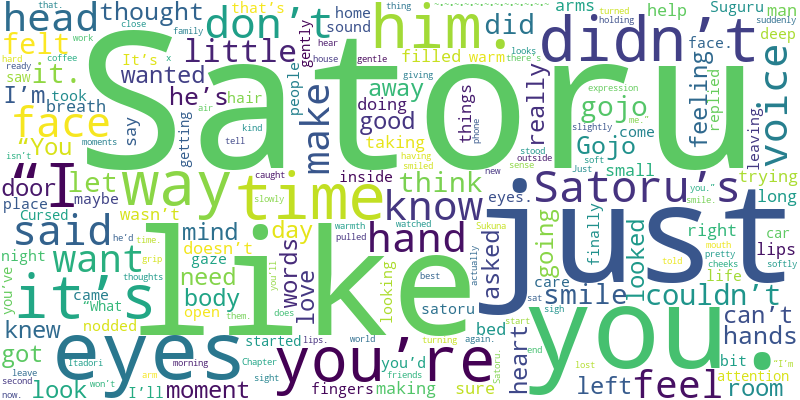 Satoru
like
just
you.
“I
eyes
it’s
you’re
time
way
him.
didn’t
don’t
head
thought
did
little
felt
it.
wanted
he’s
I’m
took
breath
face
“You
It’s
that’s
home
sound
arms
Suguru
help
man
deep
face.
filled
warm
there’s
make
away
doing
good
taking
people
say
getting
hair
gently
things
really
gojo
Gojo
come
feeling
replied
voice
leaving
expression
slightly
stood
outside
soft
Just
small
trying
long
door
let
place
maybe
Cursed
wasn’t
said
mind
day
doesn’t
want
gaze
need
words
love
night
thoughts
came
“What
body
open
knew
nodded
started
got
look
I’ll
moment
won’t
Itadori
morning
Chapter
sight
lips.
world
fingers
making
sure
you’d
friends
turning
again.
bed
heart
asked
looking
satoru
watched
Sukuna
hand
know
think
inside
eyes.
Satoru’s
smile
looked
couldn’t
can’t
hands
right
car
lips
life
softly
finally
going
care
left
feel
room
bit
attention
told
mouth
pretty
cheeks
smile.
you.”
me.”
“I’m
lost
end
start
sat
sigh
best
actually
Satoru.
does
them.
you’ll
warmth
pulled
slowly
caught
having
smiled
sense
new
phone
tell
kind
air
hear
house
gentle
giving
looks
suddenly
turned
holding
thing
close
family
work
coffee
x
that.
hard
ready
saw
moments
isn’t
you’ve
he’d
time.
grip
arm
leave
second
now.